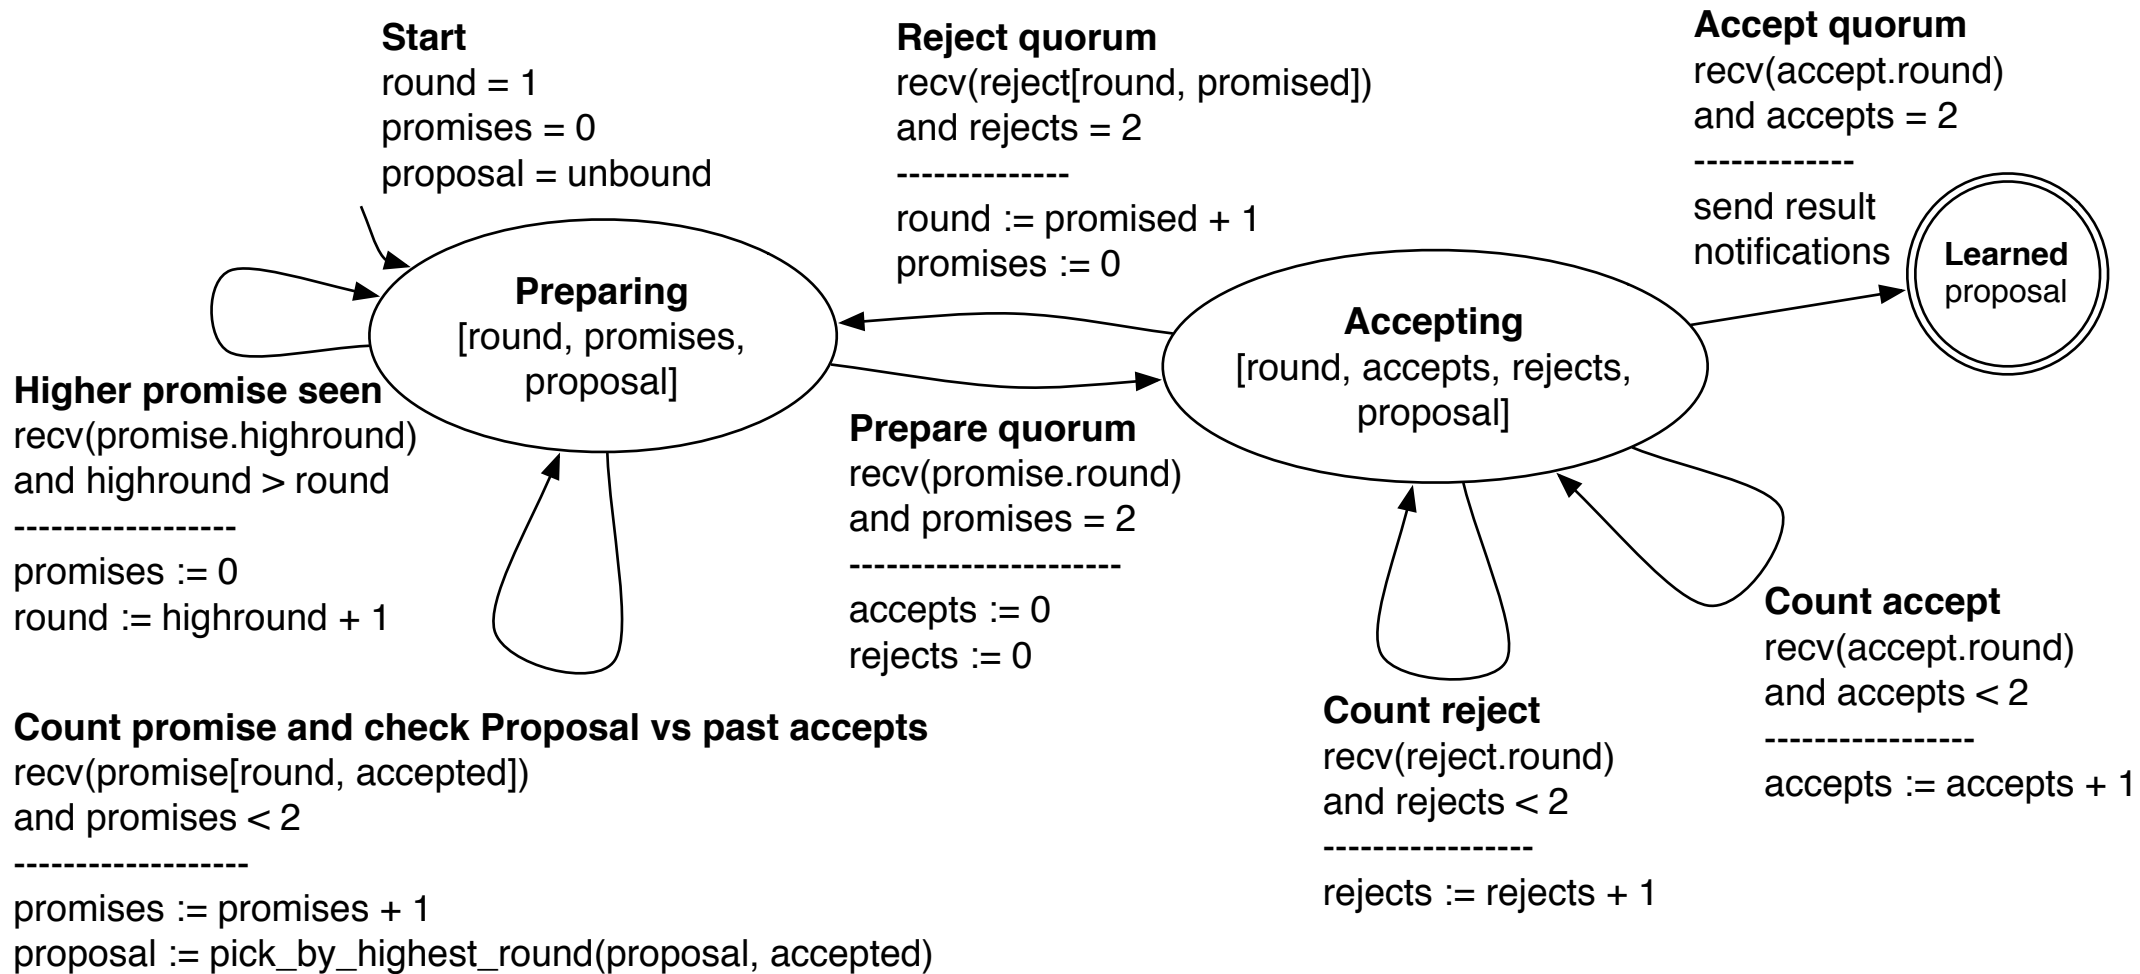 Start
round = 1
promises = 0
proposal = unbound
Reject quorum
recv(reject[round, promised])
and rejects = 2
--------------
round := promised + 1
promises := 0
Accept quorum
recv(accept.round)
and accepts = 2
-------------
send result
notifications
Learned
proposal
Preparing
[round, promises,
proposal]
Accepting
[round, accepts, rejects,
proposal]
Higher promise seen
recv(promise.highround)
and highround > round
------------------
promises := 0
round := highround + 1
Prepare quorum
recv(promise.round)
and promises = 2
----------------------
accepts := 0
rejects := 0
Count promise and check Proposal vs past accepts
recv(promise[round, accepted])
and promises < 2
-------------------
promises := promises + 1
proposal := pick_by_highest_round(proposal, accepted)
Count reject
recv(reject.round)
and rejects < 2
-----------------
rejects := rejects + 1
Count accept
recv(accept.round)
and accepts < 2
-----------------
accepts := accepts + 1